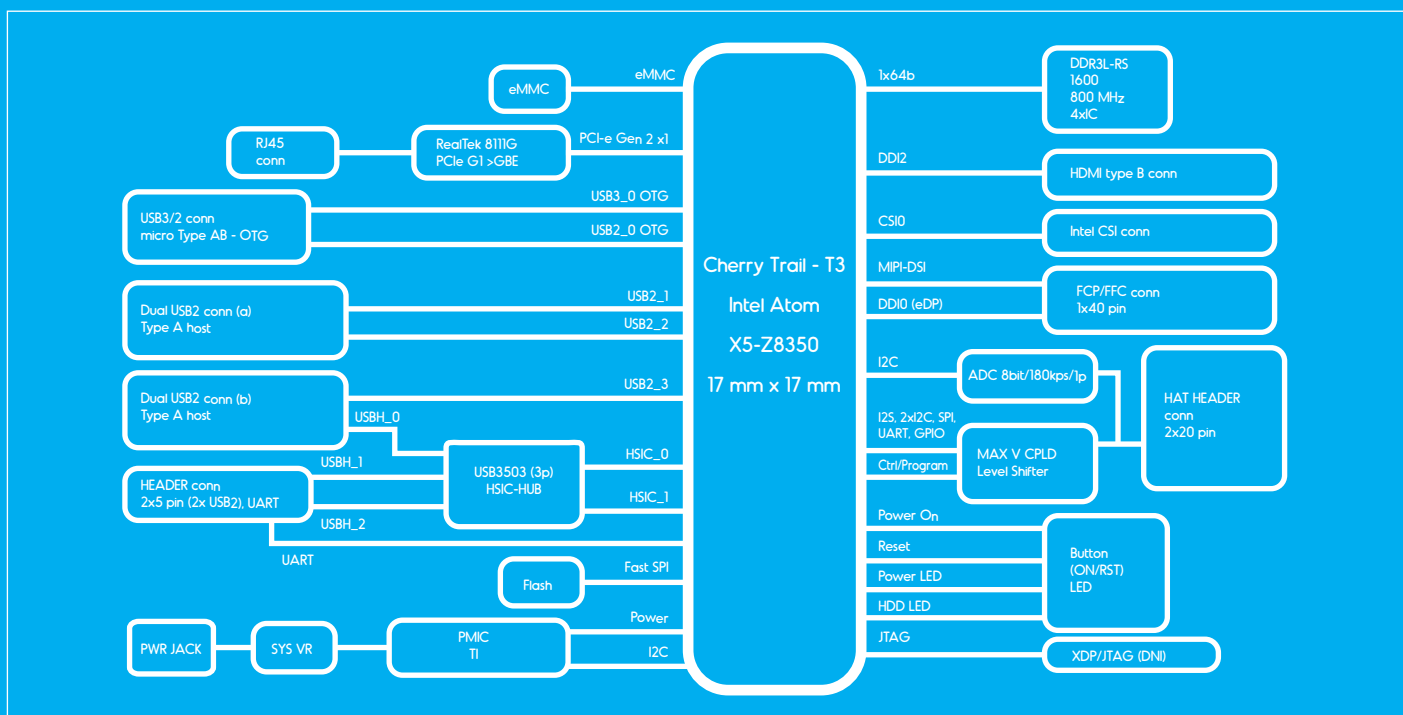 eMMC
eMMC
RJ45
conn
RealTek 8111G
PCIe G1 >GBE
PCI-e Gen 2 x1
USB3/2 conn
micro Type AB - OTG
USB3_0 OTG
USB2_0 OTG
Dual USB2 conn (a)
Type A host
USB2_1
USB2_2
Dual USB2 conn (b)
Type A host
USB2_3
USBH_0
USBH_1
HEADER conn
2x5 pin (2x USB2), UART
USBH_2
UART
USB3503 (3p)
HSIC-HUB
HSIC_0
HSIC_1
Flash
Fast SPI
PWR JACK
SYS VR
PMIC
TI
Power
I2C
Cherry Trail - T3
Intel Atom
X5-Z8350
17 mm x 17 mm
1x64b
DDR3L-RS
1600
800 MHz
4xIC
DDI2
HDMI type B conn
CSI0
Intel CSI conn
MIPI-DSI
DDI0 (eDP)
FCP/FFC conn
1x40 pin
I2C
ADC 8bit/180kps/1p
I2S, 2xI2C, SPI,
UART, GPIO
Ctrl/Program
MAX V CPLD
Level Shifter
HAT HEADER
conn
2x20 pin
Power On
Reset
Power LED
HDD LED
Button
(ON/RST)
LED
JTAG
XDP/JTAG (DNI)